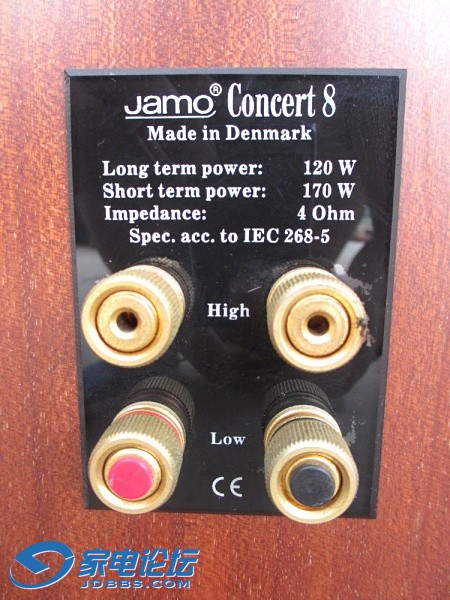 Jamo® Concert 8
Made in Denmark
Long term power: 120 W
Short term power: 170 W
Impedance: 4 Ohm
Spec. acc. to IEC 268-5
High
Low
CE
家电论坛
JDBBS.COM